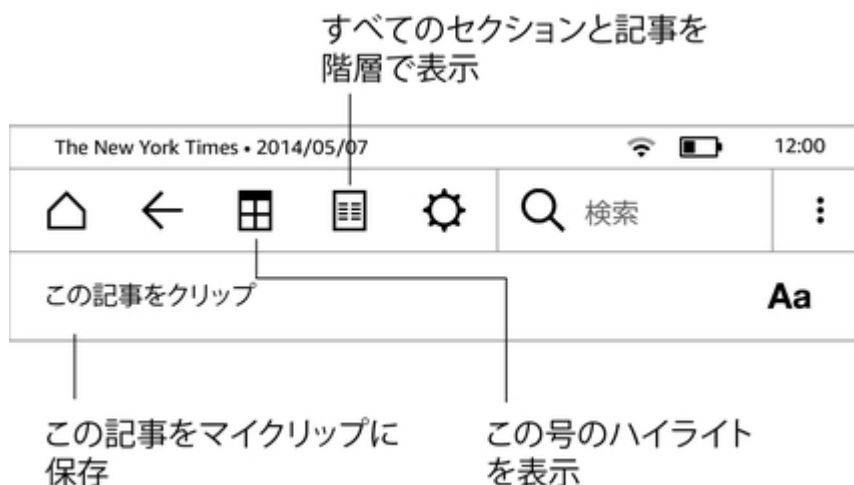 すべてのセクションと記事を
階層で表示
The New York Times • 2014/05/07
12:00
検索
この記事をクリップ
Aa
この記事をマイクリップに
保存
この号のハイライト
を表示